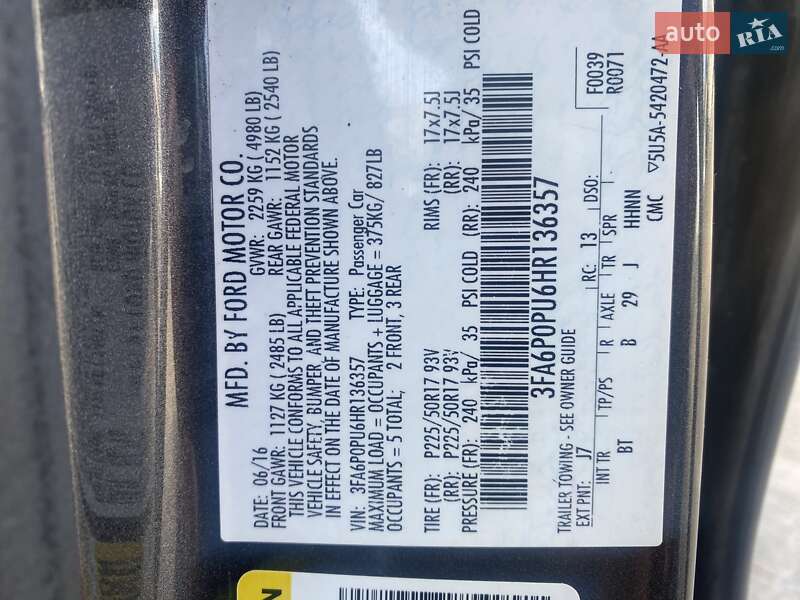 MFD. BY FORD MOTOR CO.
DATE: 06/16 GVWR: 2259 KG ( 4980 LB)
FRONT GAWR: 1127 KG ( 2485 LB) REAR GAWR: 1152 KG ( 2540 LB)
THIS VEHICLE CONFORMS TO ALL APPLICABLE FEDERAL MOTOR
VEHICLE SAFETY, BUMPER, AND THEFT PREVENTION STANDARDS
IN EFFECT ON THE DATE OF MANUFACTURE SHOWN ABOVE.
VIN: 3FA6P0PU6HR136357 TYPE: Passenger Car
MAXIMUM LOAD = OCCUPANTS + LUGGAGE = 375KG/ 827LB
OCCUPANTS = 5 TOTAL; 2 FRONT, 3 REAR
TIRE (FR): P225/50R17 93V RIMS (FR): 17x7.5J
(RR): P225/50R17 93V (RR): 17x7.5J
PRESSURE (FR): 240 kPa/ 35 PSI COLD (RR): 240 kPa/ 35 PSI COLD
3FA6P0PU6HR136357
TRAILER TOWING - SEE OWNER GUIDE F0039
EXT PNT: J7 RC: 13 DSO: R0071
INT TR TP/PS R AXLE TR SPR
BT B 29 J HHNN
CMC ▽5U5A-5420472-AA
N
auto RIA
.com